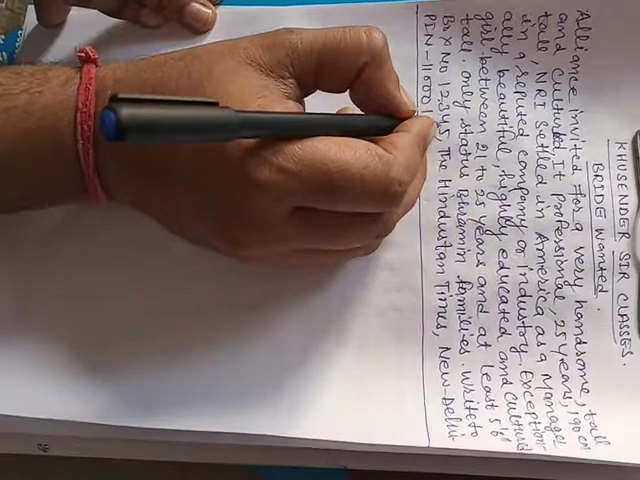 KHUSENDER SIR CLASSES.
BRIDE wanted.
Alliance invited for a very handsome, tall
and cultured, It Professional, 25 years, 190 cm
tall, NRI settled in America as a Manager
in a reputed company or industry. Exception-
ally beautiful, highly educated and cultured
girl between 21 to 25 years and at least 5'6"
tall. only status Buramin families. Write to
Box No 12345, The Hindustan Times, New-Delhi
PIN-110001